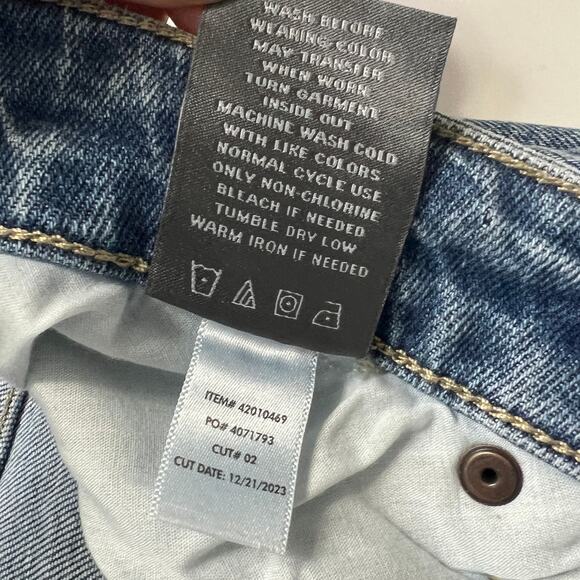 WASH BEFORE
WEARING COLOR
MAY TRANSFER
WHEN WORN
TURN GARMENT
INSIDE OUT
MACHINE WASH COLD
WITH LIKE COLORS
NORMAL CYCLE USE
ONLY NON-CHLORINE
BLEACH IF NEEDED
TUMBLE DRY LOW
WARM IRON IF NEEDED
ITEM# 42010469
PO# 4071793
CUT# 02
CUT DATE: 12/21/2023